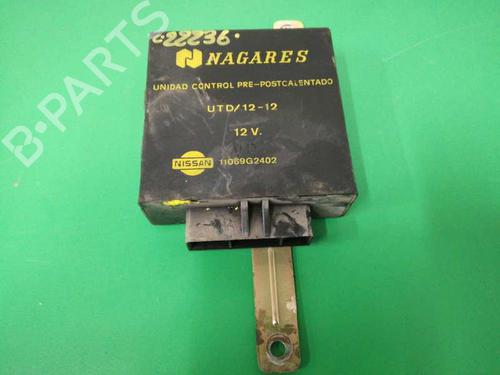 C-22236.
NAGARES
UNIDAD CONTROL PRE-POSTCALENTADO
UTD/12-12
12 V.
NISSAN 11069G2402
B-PARTS